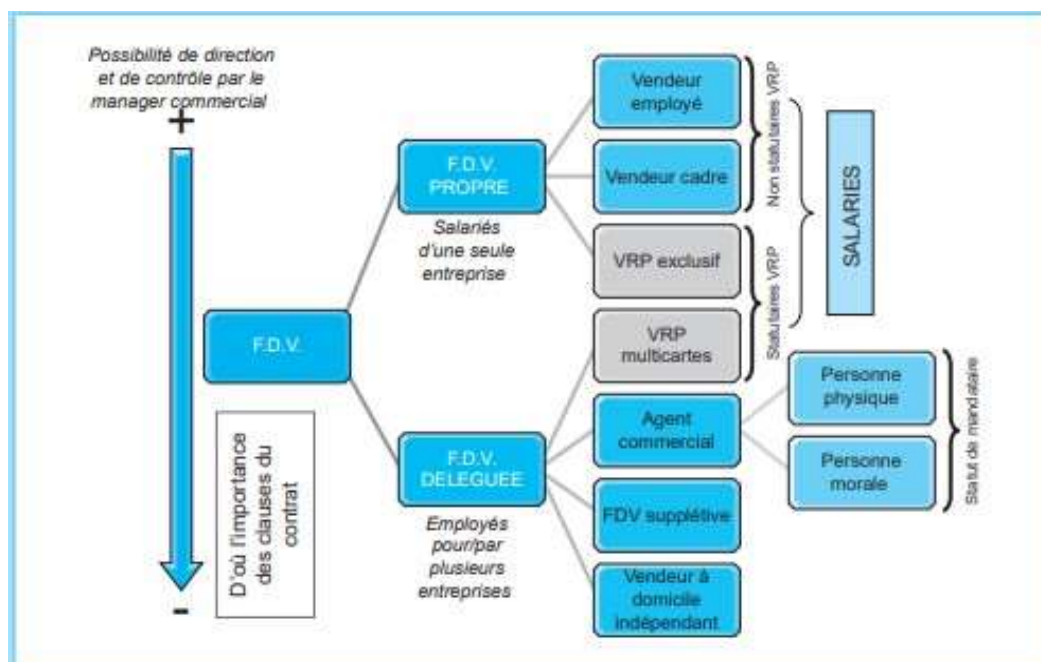 Possibilité de direction
et de contrôle par le
manager commercial
+
-
D'où l'importance
des clauses du
contrat
F.D.V.
F.D.V.
PROPRE
Salariés
d'une seule
entreprise
F.D.V.
DELEGUEE
Employés
pour/par
plusieurs
entreprises
Vendeur
employé
Vendeur cadre
VRP exclusif
VRP
multicartes
Agent
commercial
FDV supplétive
Vendeur à
domicile
indépendant
Non statutaires VRP
Statutaires VRP
SALARIES
Personne
physique
Personne
morale
Statut de mandataire